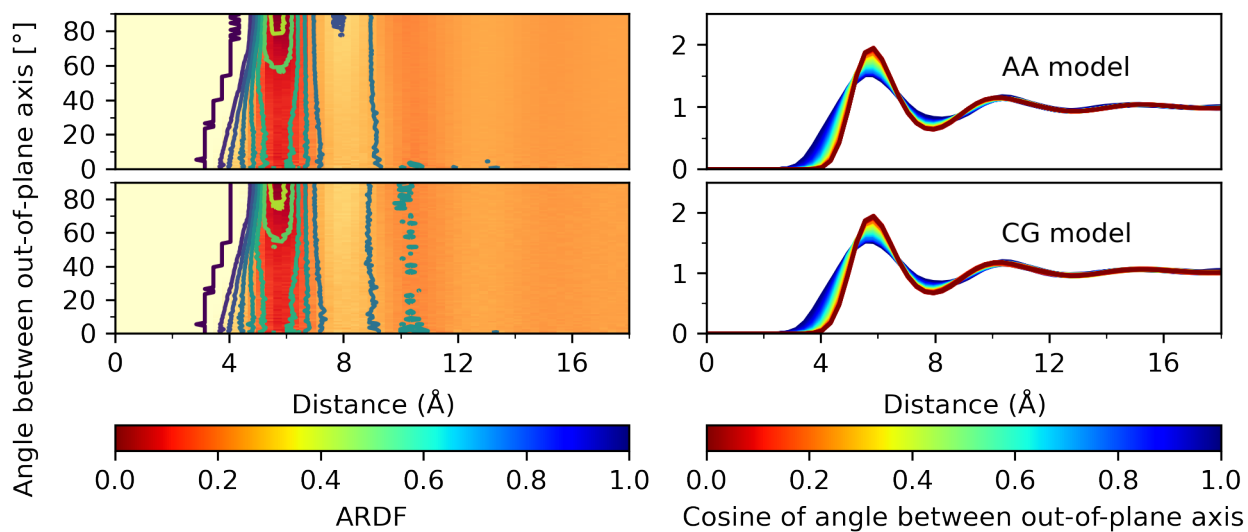 Angle between out-of-plane axis [°]
80
60
40
20
0
80
60
40
20
0
0 4 8 12 16
Distance (Å)
0.0 0.2 0.4 0.6 0.8 1.0
ARDF
2
1
0
AA model
2
1
0
CG model
0 4 8 12 16
Distance (Å)
0.0 0.2 0.4 0.6 0.8 1.0
Cosine of angle between out-of-plane axis